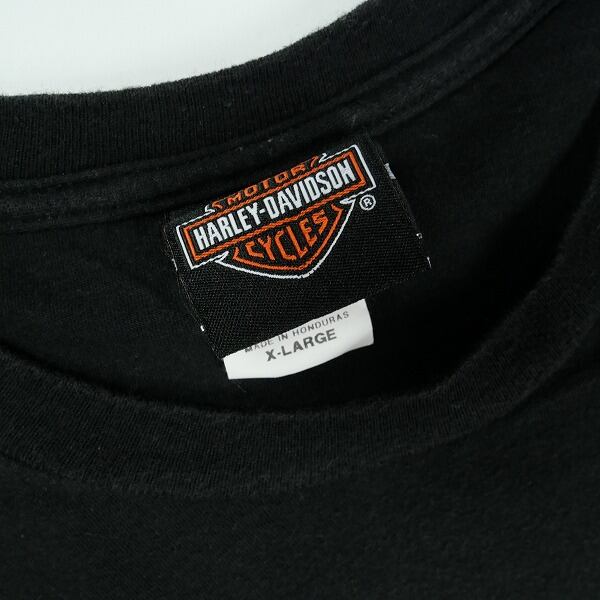 MOTOR
HARLEY-DAVIDSON
®
CYCLES
MADE IN HONDURAS
X-LARGE